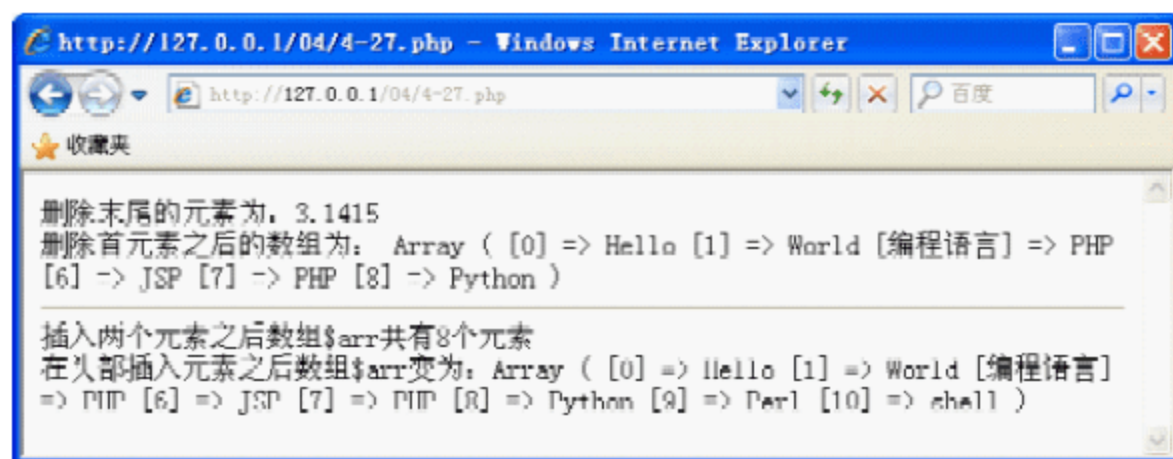 http://127.0.0.1/04/4-27.php - Windows Internet Explorer
http://127.0.0.1/04/4-27.php
百度
收藏夹
删除末尾的元素为：3.1415
删除首元素之后的数组为： Array ( [0] => Hello [1] => World [编程语言] => PHP
[6] => JSP [7] => PHP [8] => Python )
插入两个元素之后数组$arr共有8个元素
在头部插入元素之后数组$arr变为：Array ( [0] => Hello [1] => World [编程语言]
=> PHP [6] => JSP [7] => PHP [8] => Python [9] => Perl [10] => shell )